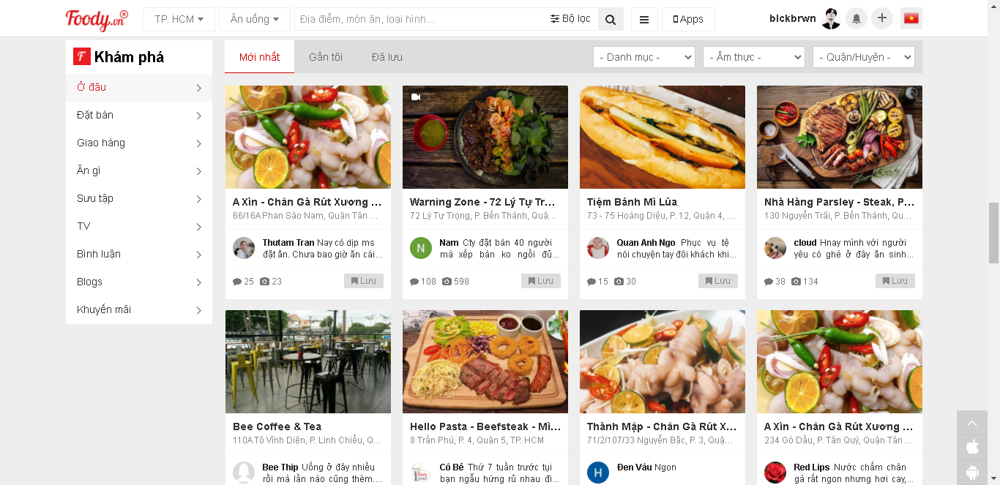 Foody.vn
TP. HCM
Ăn uống
Địa điểm, món ăn, loại hình...
Bộ lọc
Apps
blckbrwn
Khám phá
Ở đâu
Đặt bàn
Giao hàng
Ăn gì
Sưu tập
TV
Bình luận
Blogs
Khuyến mãi
Mới nhất
Gần tôi
Đã lưu
- Danh mục -
- Ẩm thực -
- Quận/Huyện -
A Xìn - Chân Gà Rút Xương ...
66/16A Phan Sào Nam, Quận Tân ...
Thutam Tran Nay có dịp ms
đặt ăn. Chưa bao giờ ăn cái...
25
23
Lưu
Warning Zone - 72 Lý Tự Tr...
72 Lý Tự Trọng, P. Bến Thành, Quậ...
N
Nam Cty đặt bàn 40 người
mà xếp bàn ko ngồi đủ...
108
598
Lưu
Tiệm Bánh Mì Lúa
73 - 75 Hoàng Diệu, P. 12, Quận 4, ...
Quan Anh Ngo Phục vụ tệ
nói chuyện tay đôi khách khi...
15
30
Lưu
Nhà Hàng Parsley - Steak, P...
130 Nguyễn Trãi, P. Bến Thành, Qu...
cloud Hnay mình với người
yêu có ghé ở đây ăn sinh...
38
134
Lưu
Bee Coffee & Tea
110A Tô Vĩnh Diện, P. Linh Chiểu, Q...
Bee Thip Uống ở đây nhiều
rồi mà lần nào cũng thèm....
Hello Pasta - Beefsteak - Mì...
8 Trần Phú, P. 4, Quận 5, TP. HCM
Cô Bé Thứ 7 tuần trước tụi
bạn ngẫu hứng rủ nhau đi...
Thành Mập - Chân Gà Rút X...
71/2/107/33 Nguyễn Bặc, P. 3, Quậ...
H
Đen Vâu Ngon
A Xìn - Chân Gà Rút Xương ...
234 Gò Dầu, P. Tân Quý, Quận Tân ...
Red Lips Nước chấm chân
gà rất ngon nhưng hơi cay,...